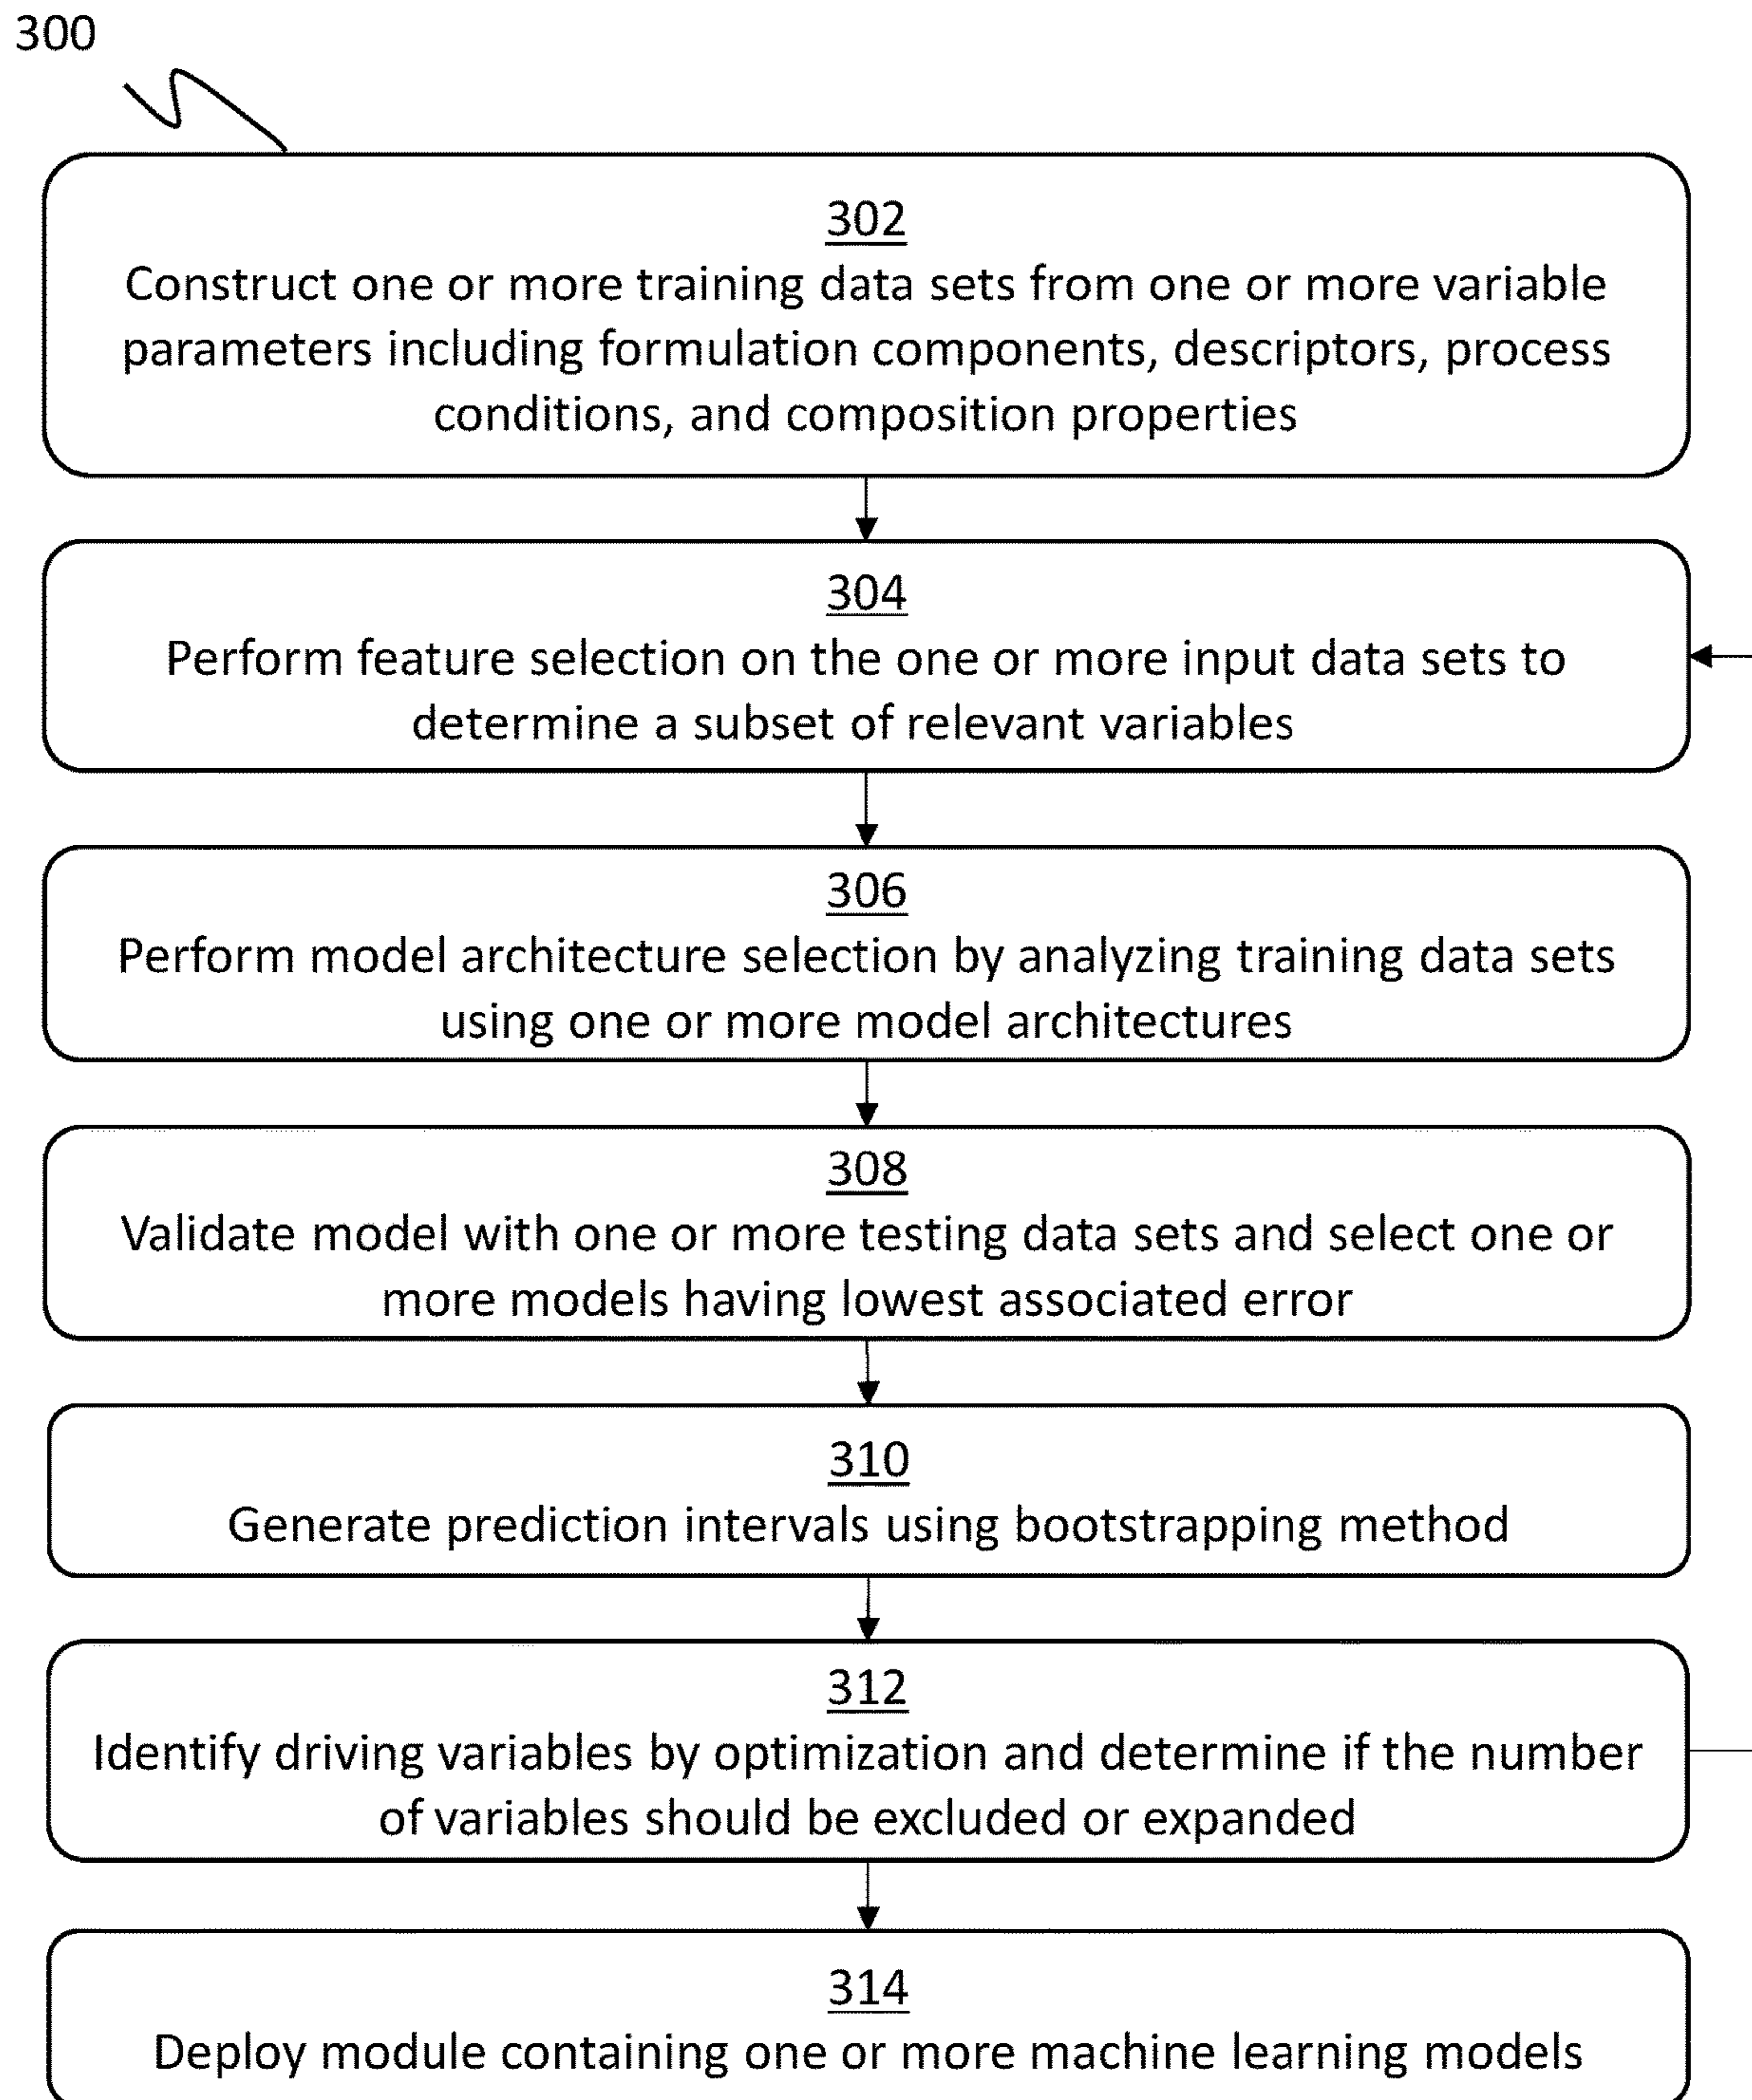 300
302
Construct one or more training data sets from one or more variable
parameters including formulation components, descriptors, process
conditions, and composition properties
304
Perform feature selection on the one or more input data sets to
determine a subset of relevant variables
306
Perform model architecture selection by analyzing training data sets
using one or more model architectures
308
Validate model with one or more testing data sets and select one or
more models having lowest associated error
310
Generate prediction intervals using bootstrapping method
312
Identify driving variables by optimization and determine if the number
of variables should be excluded or expanded
314
Deploy module containing one or more machine learning models